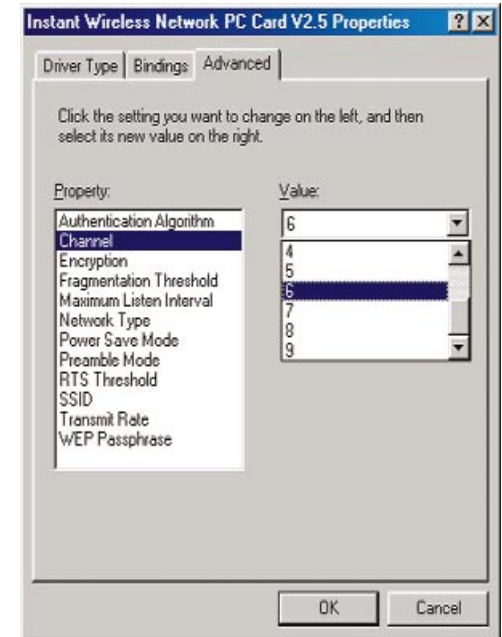 Instant Wireless Network PC Card V2.5 Properties
Driver Type
Bindings
Advanced
Click the setting you want to change on the left, and then
select its new value on the right.
Property:
Authentication Algorithm
Channel
Encryption
Fragmentation Threshold
Maximum Listen Interval
Network Type
Power Save Mode
Preamble Mode
RTS Threshold
SSID
Transmit Rate
WEP Passphrase
Value:
6
4
5
6
7
8
9
OK
Cancel